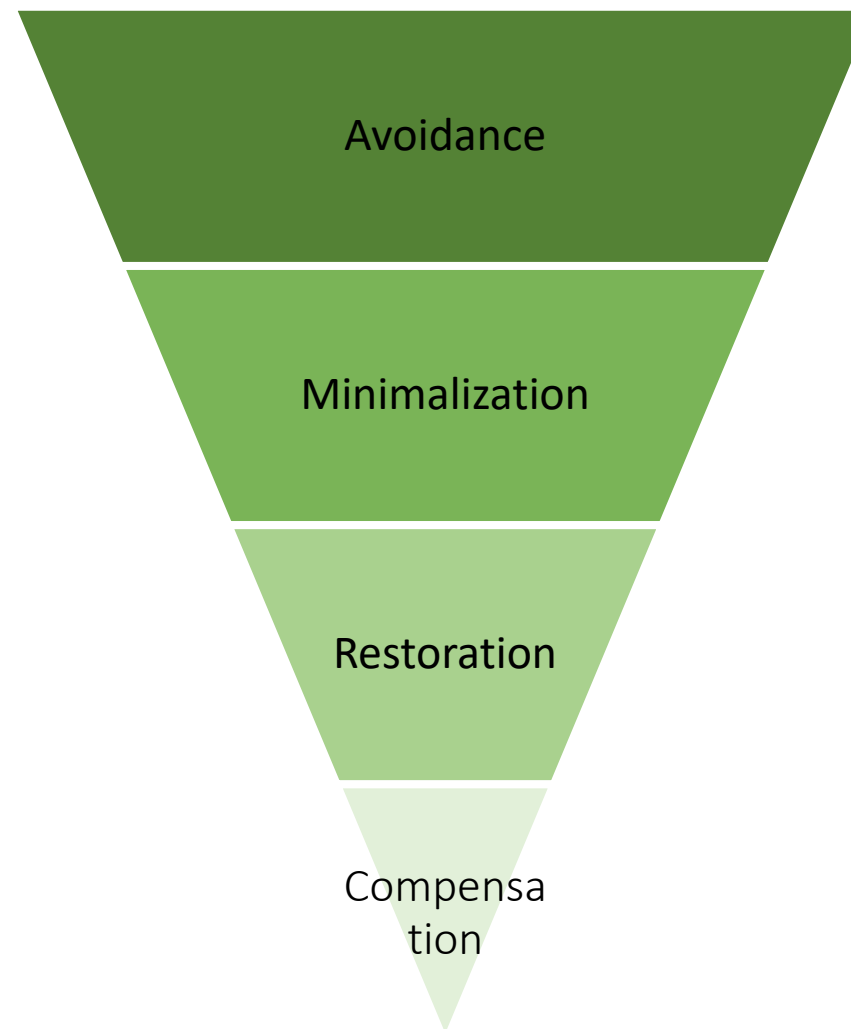 Avoidance
Minimalization
Restoration
Compensa
tion